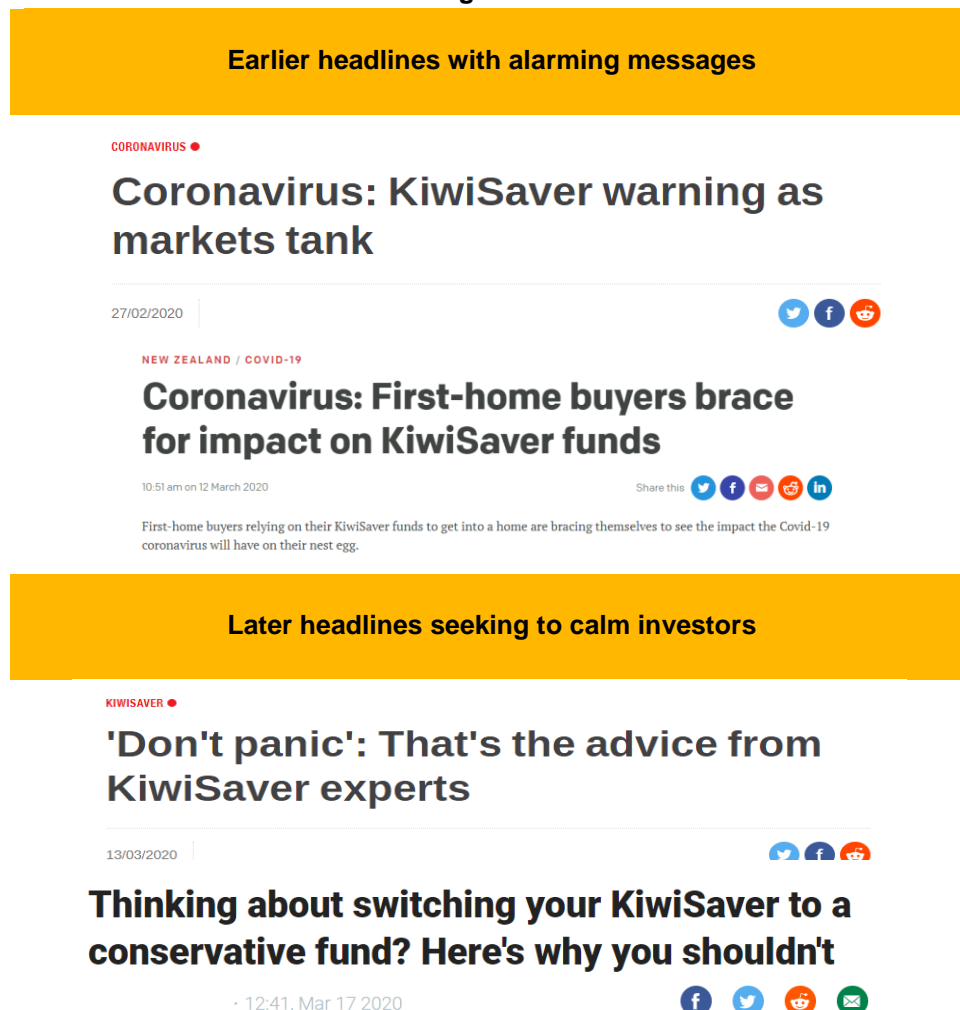 Earlier headlines with alarming messages
CORONAVIRUS
Coronavirus: KiwiSaver warning as
markets tank
27/02/2020
NEW ZEALAND / COVID-19
Coronavirus: First-home buyers brace
for impact on KiwiSaver funds
10:51 am on 12 March 2020
Share this
First-home buyers relying on their KiwiSaver funds to get into a home are bracing themselves to see the impact the Covid-19
coronavirus will have on their nest egg.
Later headlines seeking to calm investors
KIWISAVER
'Don't panic': That's the advice from
KiwiSaver experts
13/03/2020
Thinking about switching your KiwiSaver to a
conservative fund? Here's why you shouldn't
· 12:41, Mar 17 2020